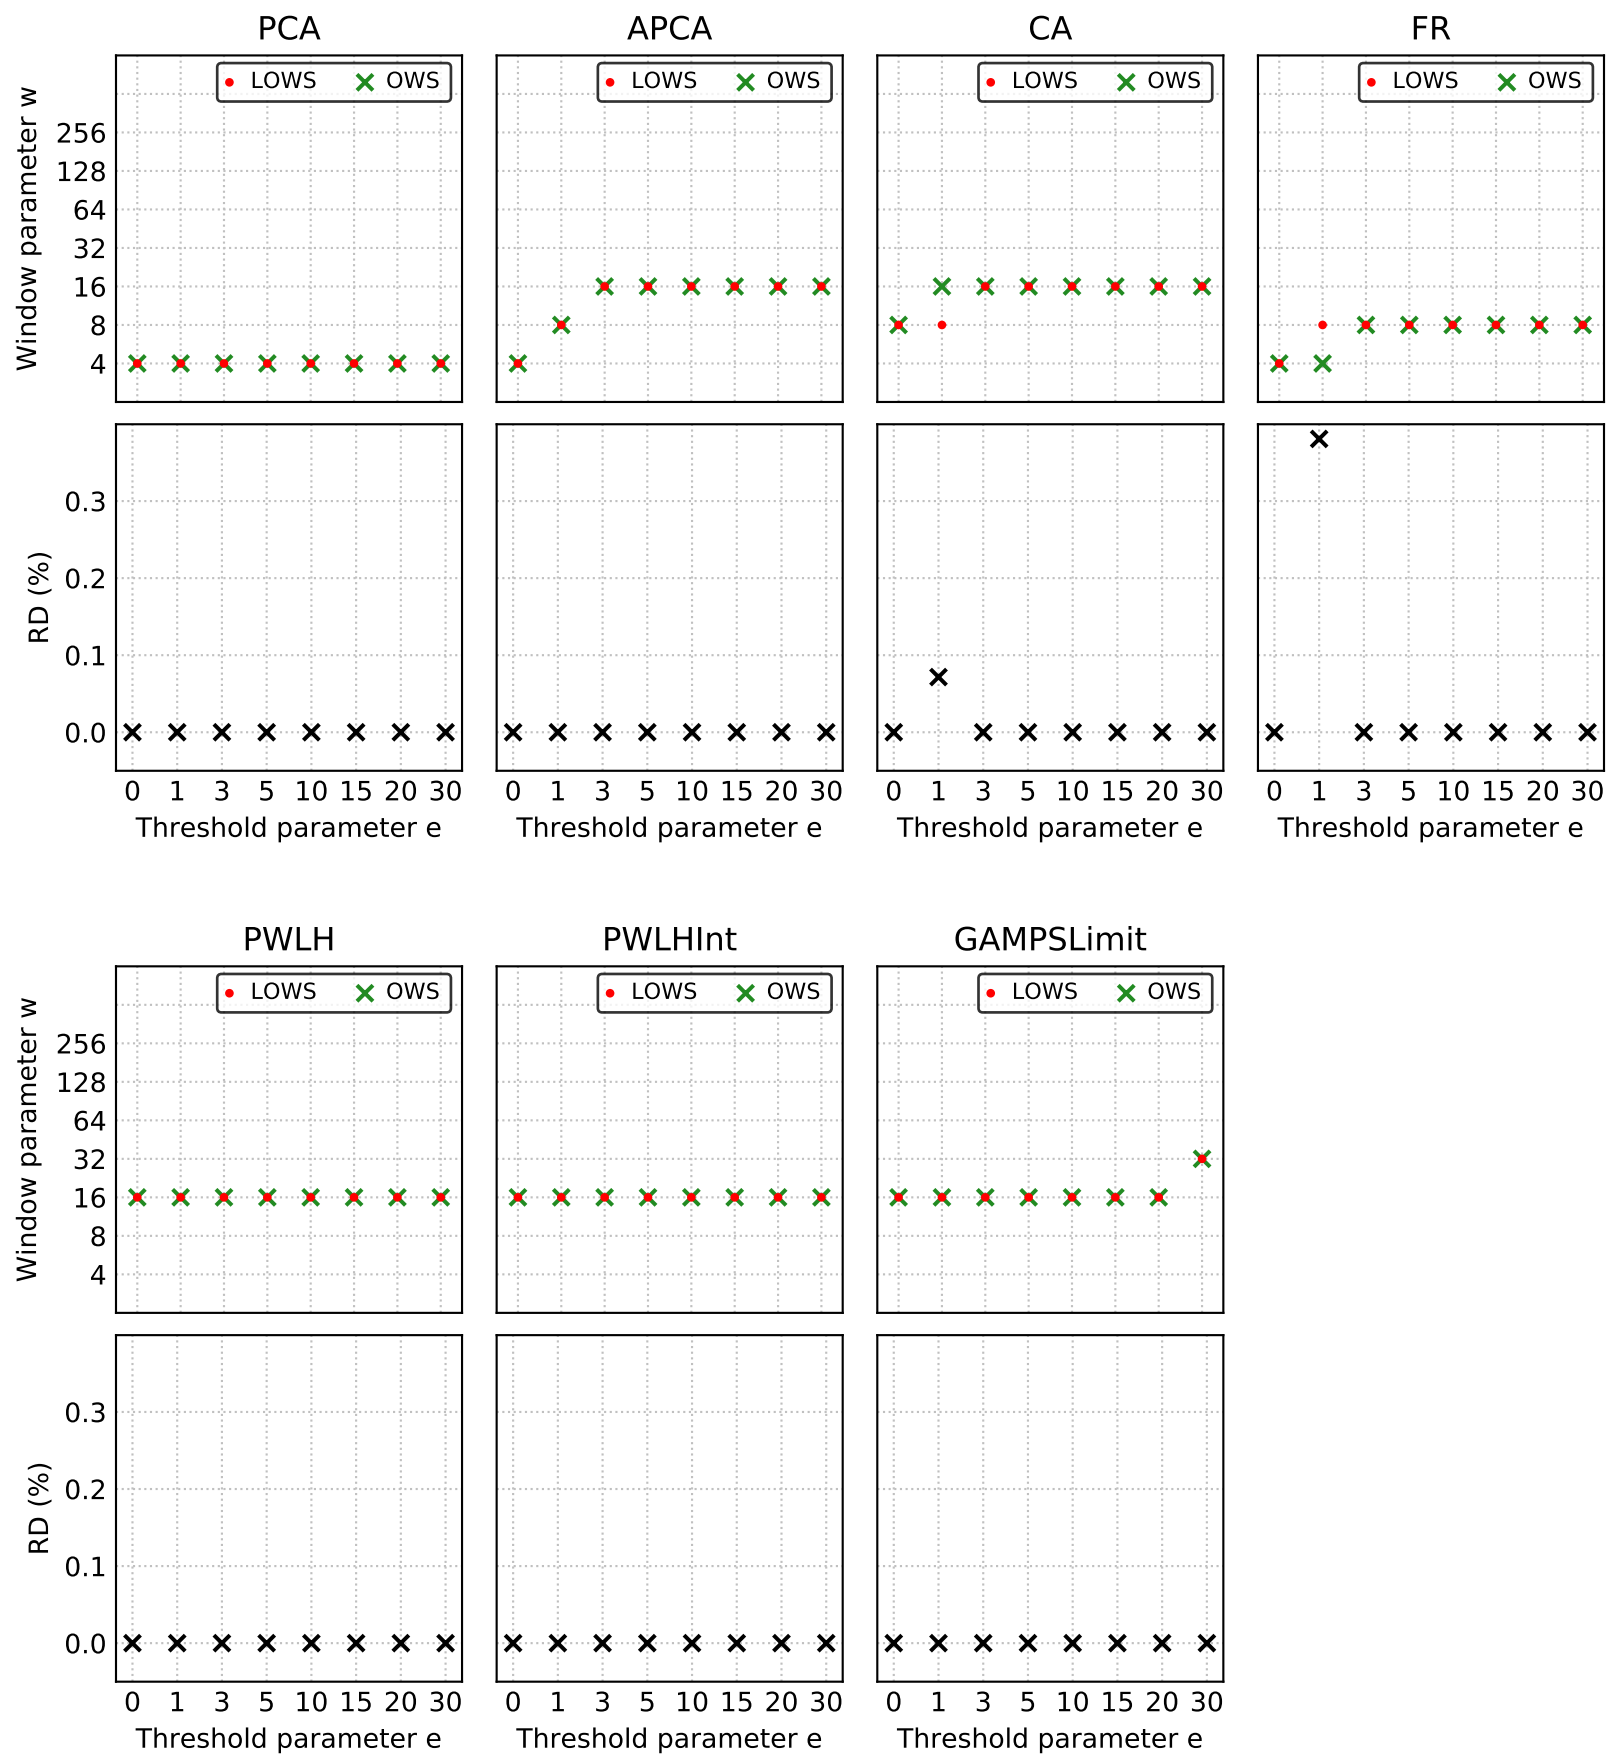 PCA APCA CA FR
LOWS OWS LOWS OWS LOWS OWS LOWS OWS
Window parameter w
256
128
64
32
16
8
4
RD (%)
0.3
0.2
0.1
0.0
0 1 3 5 10 15 20 30 0 1 3 5 10 15 20 30 0 1 3 5 10 15 20 30 0 1 3 5 10 15 20 30
Threshold parameter e Threshold parameter e Threshold parameter e Threshold parameter e
PWLH PWLHInt GAMPSLimit
LOWS OWS LOWS OWS LOWS OWS
Window parameter w
256
128
64
32
16
8
4
RD (%)
0.3
0.2
0.1
0.0
0 1 3 5 10 15 20 30 0 1 3 5 10 15 20 30 0 1 3 5 10 15 20 30
Threshold parameter e Threshold parameter e Threshold parameter e